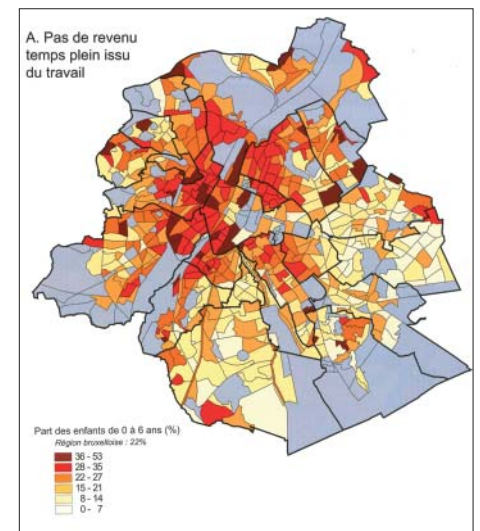 A. Pas de revenu
temps plein issu
du travail
Part des enfants de 0 à 6 ans (%)
Région bruxelloise : 22%
36 - 53
28 - 35
22 - 27
15 - 21
8 - 14
0 - 7